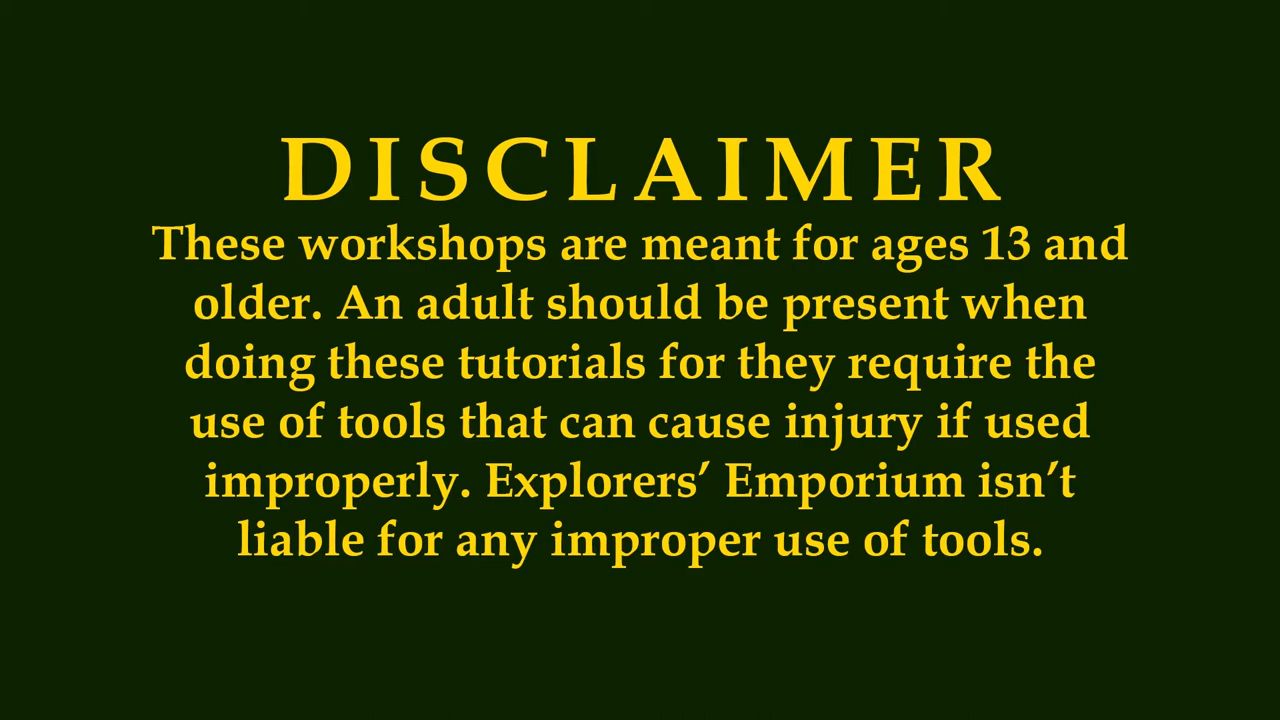 DISCLAIMER
These workshops are meant for ages 13 and
older. An adult should be present when
doing these tutorials for they require the
use of tools that can cause injury if used
improperly. Explorers’ Emporium isn’t
liable for any improper use of tools.